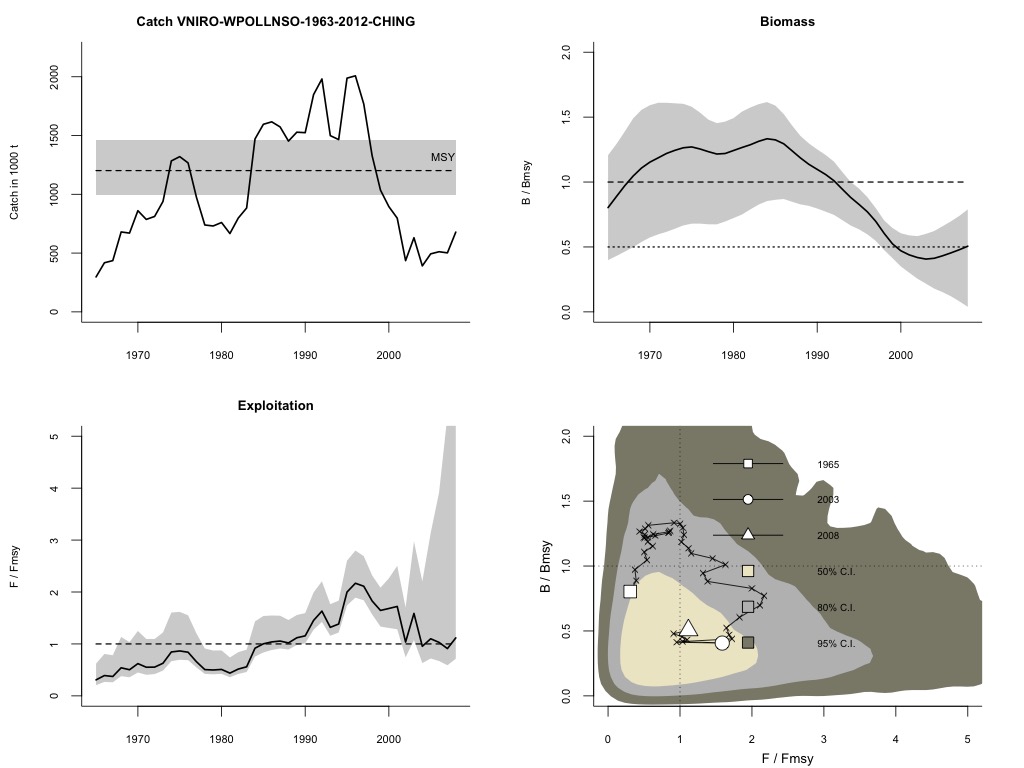 Catch VNIRO-WPOLLNSO-1963-2012-CHING
Catch in 1000 t
2000
1500
1000
500
0
MSY
1970 1980 1990 2000
Biomass
B / Bmsy
2.0
1.5
1.0
0.5
0.0
1970 1980 1990 2000
Exploitation
F / Fmsy
5
4
3
2
1
0
1970 1980 1990 2000
B / Bmsy
2.0
1.5
1.0
0.5
0.0
1965
2003
2008
50% C.I.
80% C.I.
95% C.I.
0 1 2 3 4 5
F / Fmsy